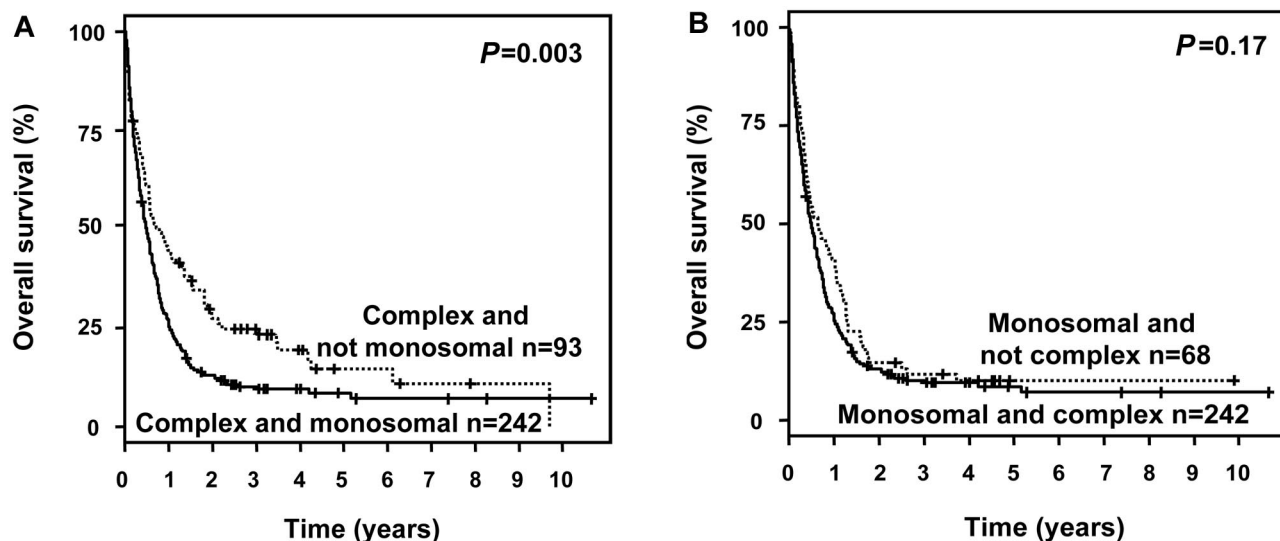 A
P=0.003
Overall survival (%)
100
75
50
25
0
Complex and
not monosomal n=93
Complex and monosomal n=242
0 1 2 3 4 5 6 7 8 9 10
Time (years)
B
P=0.17
Overall survival (%)
100
75
50
25
0
Monosomal and
not complex n=68
Monosomal and complex n=242
0 1 2 3 4 5 6 7 8 9 10
Time (years)